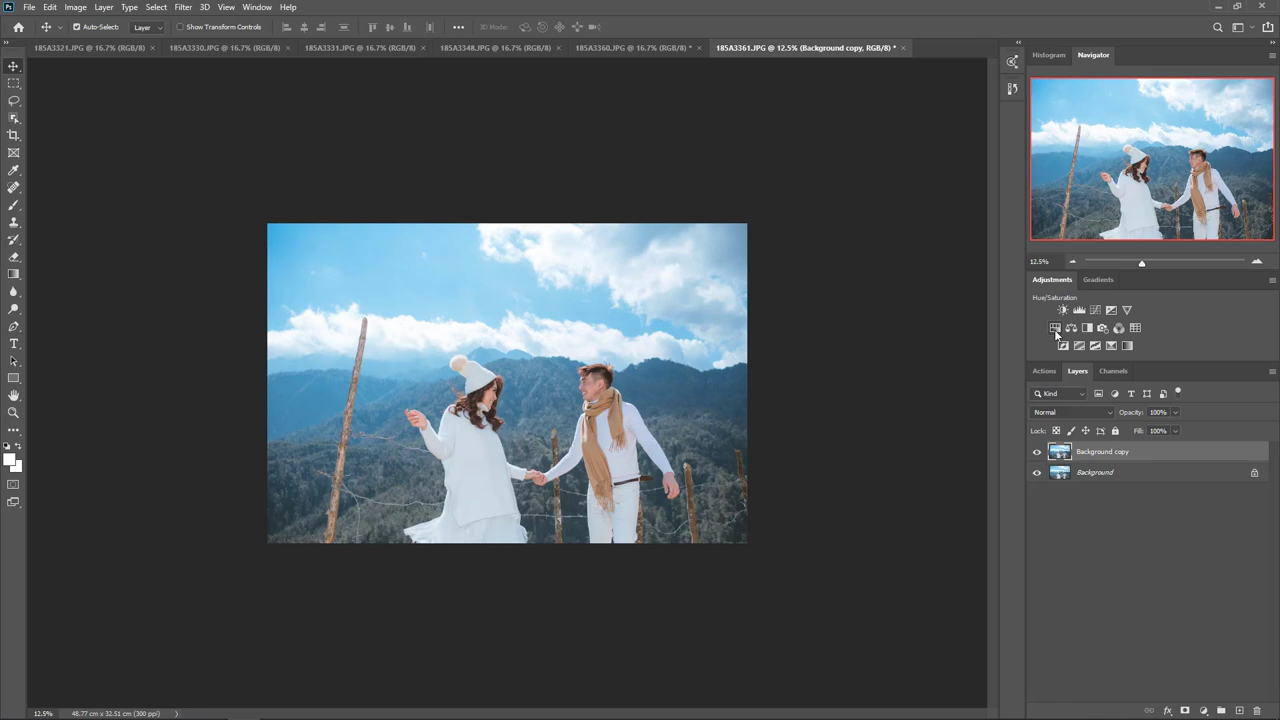 Ps File Edit Image Layer Type Select Filter 3D View Window Help
Auto-Select: Layer Show Transform Controls 3D Mode:
185A3321.JPG @ 16.7% (RGB/8) 185A3330.JPG @ 16.7% (RGB/8) 185A3331.JPG @ 16.7% (RGB/8) 185A3348.JPG @ 16.7% (RGB/8) 185A3360.JPG @ 16.7% (RGB/8) * 185A3361.JPG @ 12.5% (Background copy, RGB/8) *
Histogram Navigator
12.5%
Adjustments Gradients
Hue/Saturation
Actions Layers Channels
Kind
Normal Opacity: 100%
Lock: Fill: 100%
Background copy
Background
12.5% 48.77 cm x 32.51 cm (300 ppi)